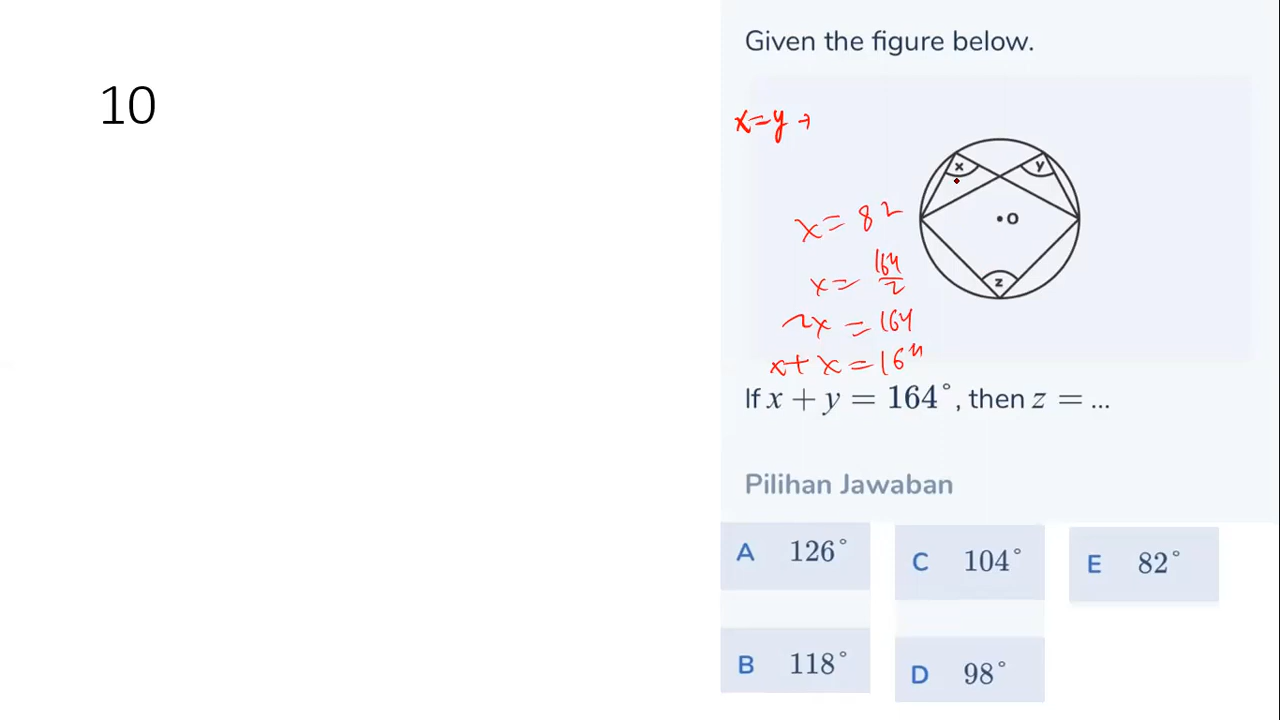 10
Given the figure below.
x=y →
x
y
x = 82
O
x = 164/2
z
2x = 164
x+ x = 164
If x + y = 164°, then z = ...
Pilihan Jawaban
A 126°
C 104°
E 82°
B 118°
D 98°